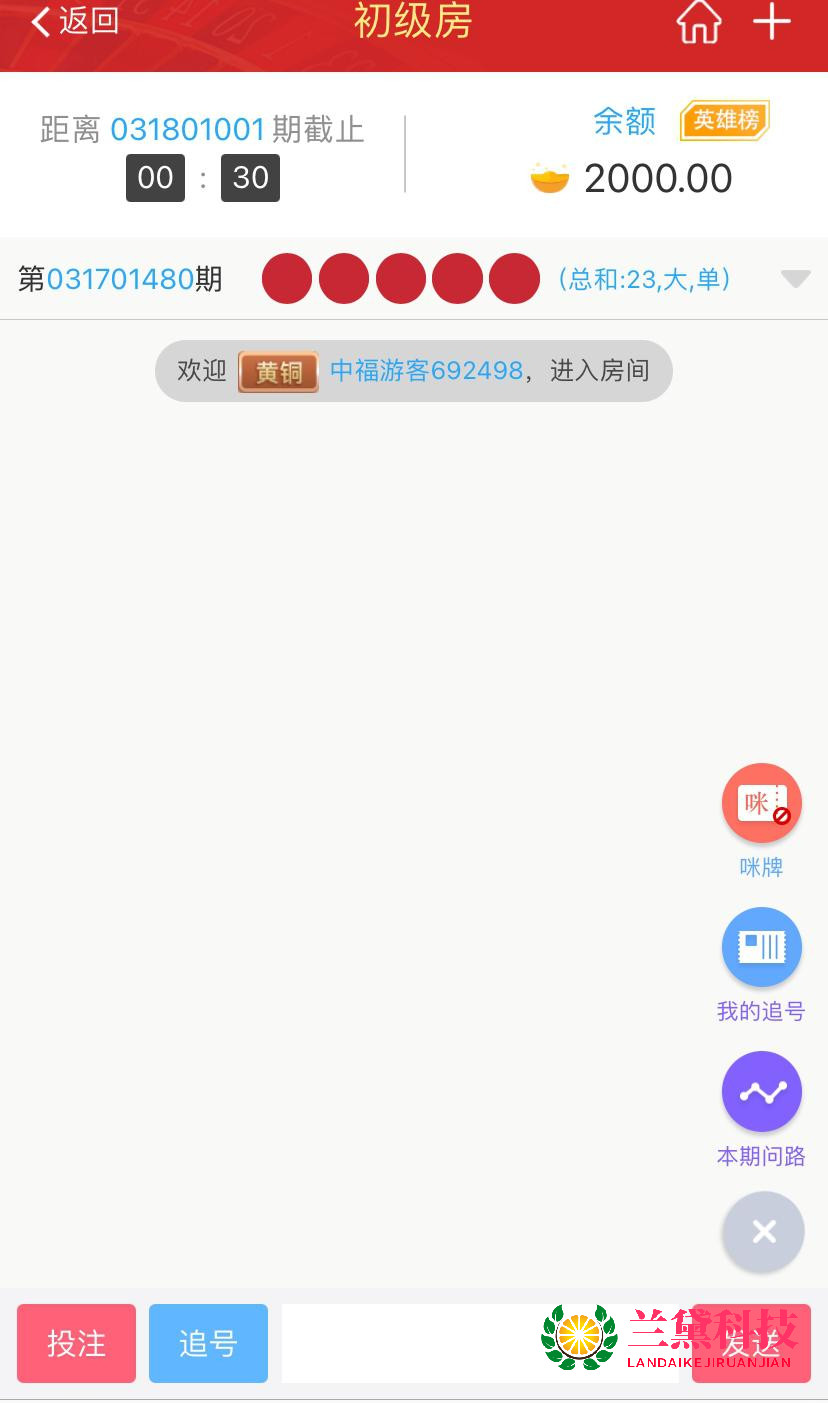 返回
初级房
距离 031801001 期截止
00 : 30
余额
英雄榜
2000.00
第031701480期
(总和:23,大,单)
欢迎 黄铜 中福游客692498，进入房间
咪
咪牌
我的追号
本期问路
投注
追号
发送
兰黛科技
LANDAIKEJIRUANJIAN